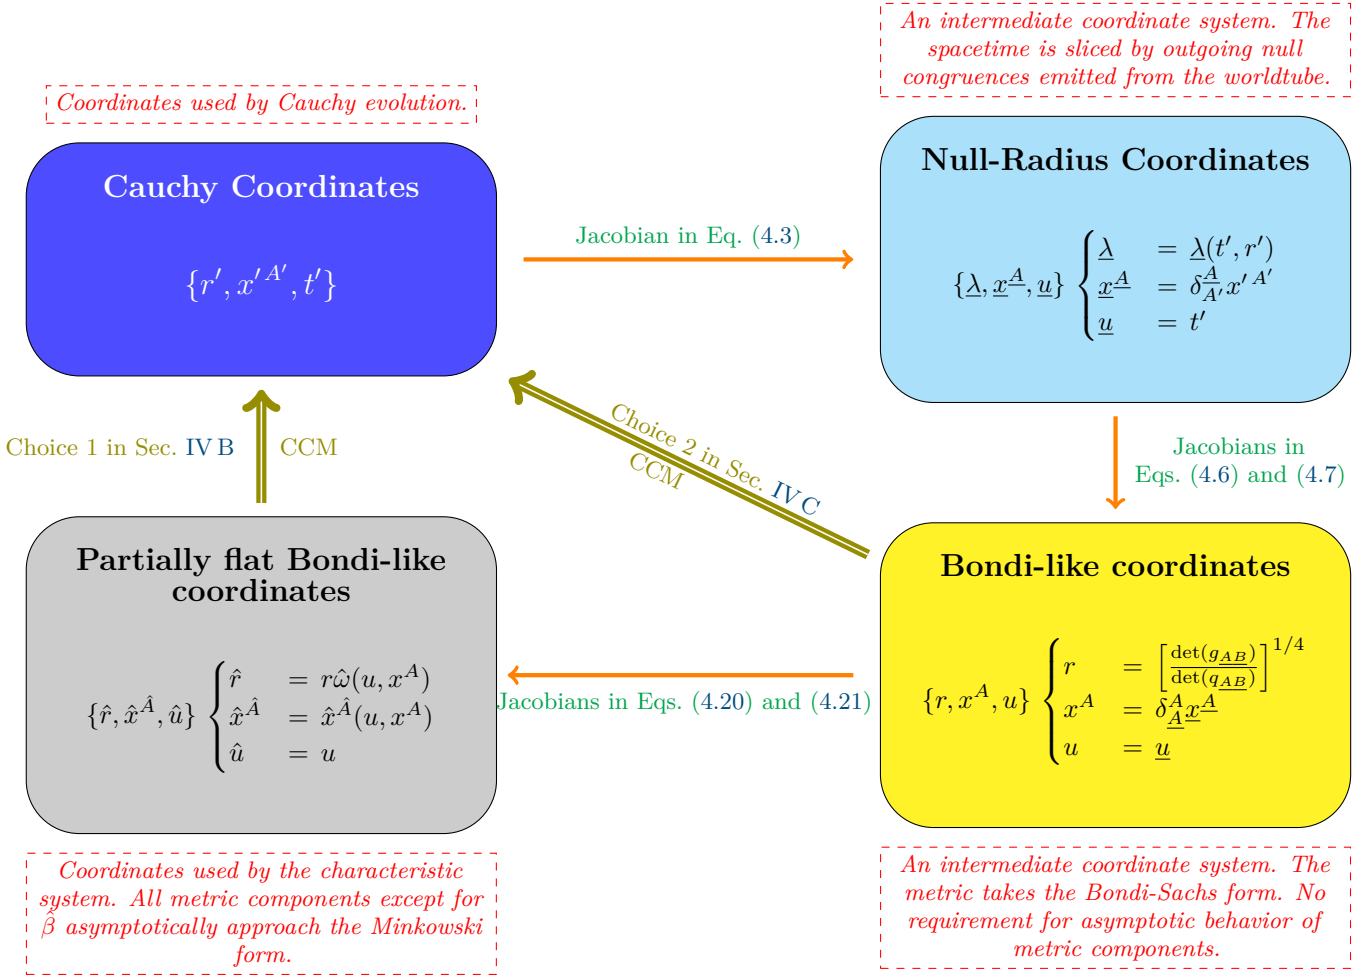 An intermediate coordinate system. The
spacetime is sliced by outgoing null
congruences emitted from the worldtube.
Coordinates used by Cauchy evolution.
Cauchy Coordinates
{r′, x′^{A′}, t′}
Jacobian in Eq. (4.3)
Null-Radius Coordinates
{λ̲, x̲^{A̲}, u̲}
λ̲ = λ̲(t′, r′)
x̲^{A̲} = δ^{A̲}_{A′} x′^{A′}
u̲ = t′
Choice 1 in Sec. IV B
CCM
Choice 2 in Sec. IV C
CCM
Jacobians in
Eqs. (4.6) and (4.7)
Partially flat Bondi-like
coordinates
{r̂, x̂^{Â}, û}
r̂ = rω̂(u, x^A)
x̂^{Â} = x̂^{Â}(u, x^A)
û = u
Jacobians in Eqs. (4.20) and (4.21)
Bondi-like coordinates
{r, x^A, u}
r = [det(g_{A̲B̲})/det(q_{A̲B̲})]^{1/4}
x^A = δ^A_{A̲} x̲^{A̲}
u = u̲
Coordinates used by the characteristic
system. All metric components except for
β̂ asymptotically approach the Minkowski
form.
An intermediate coordinate system. The
metric takes the Bondi-Sachs form. No
requirement for asymptotic behavior of
metric components.